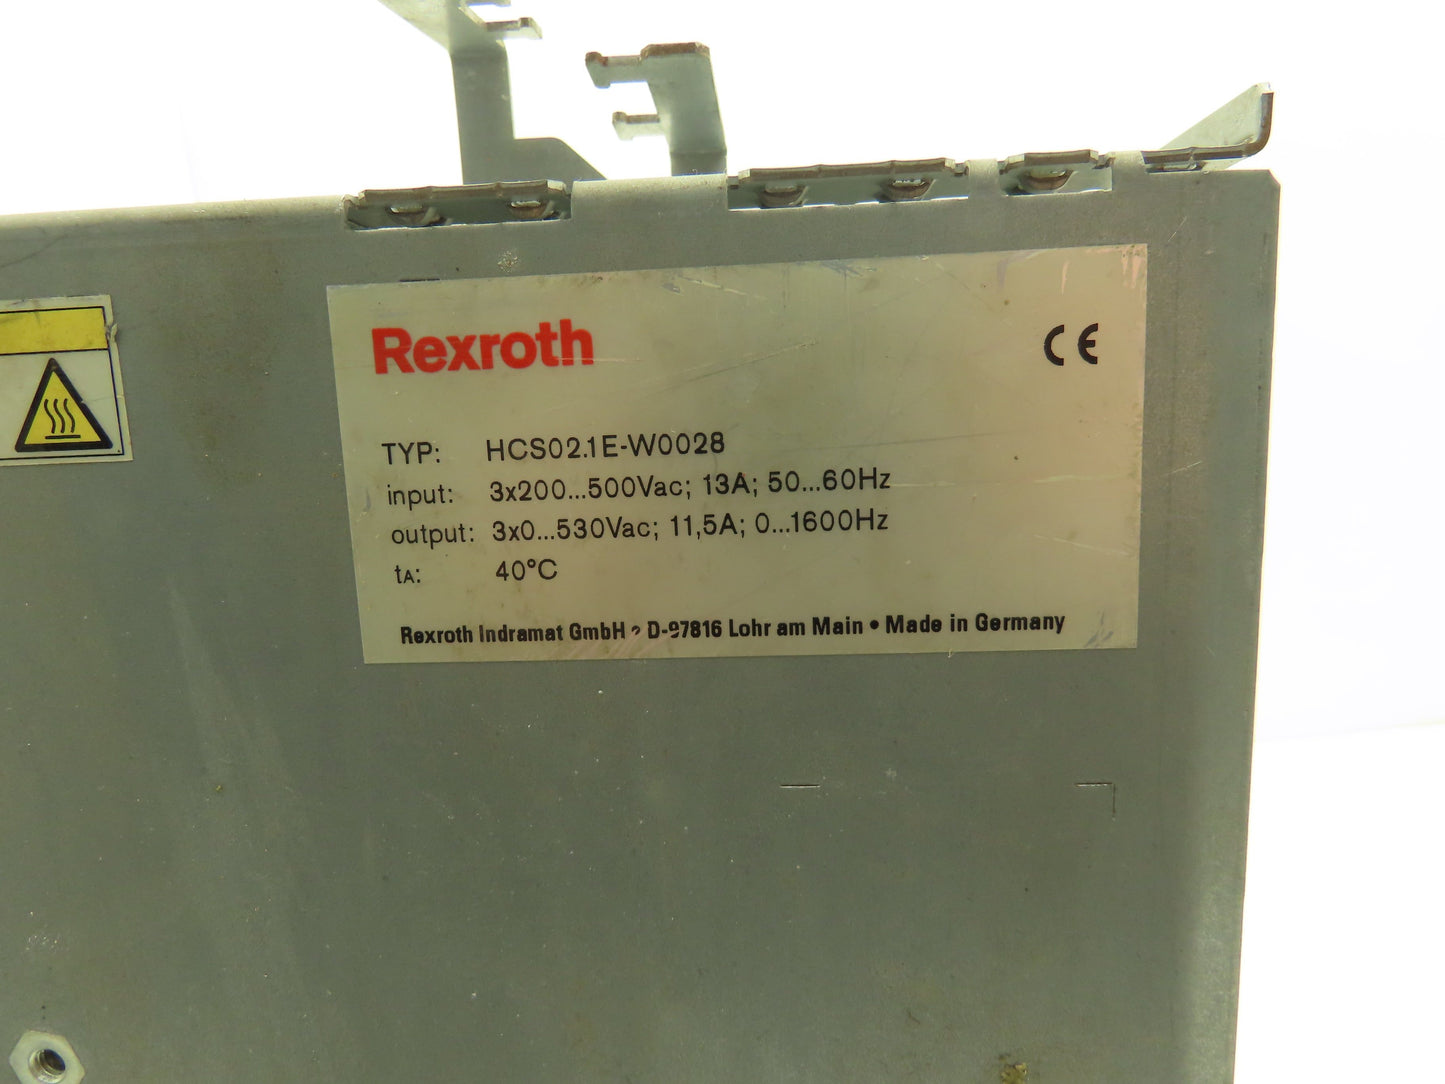 Rexroth
CE
TYP: HCS02.1E-W0028
input: 3x200...500Vac; 13A; 50...60Hz
output: 3x0...530Vac; 11,5A; 0...1600Hz
tA: 40°C
Rexroth Indramat GmbH • D-97816 Lohr am Main • Made in Germany